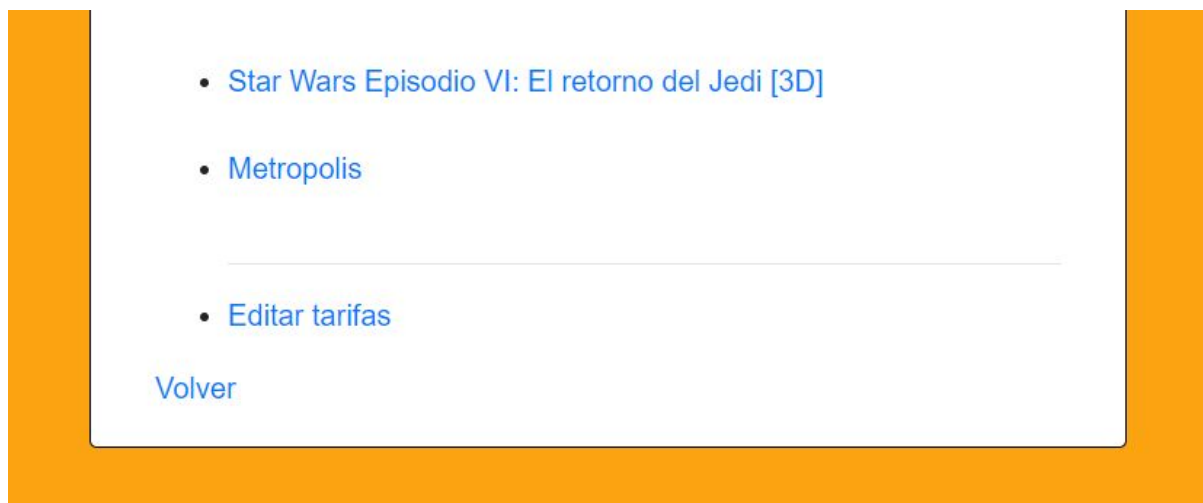 Star Wars Episodio VI: El retorno del Jedi [3D]
Metropolis
Editar tarifas
Volver